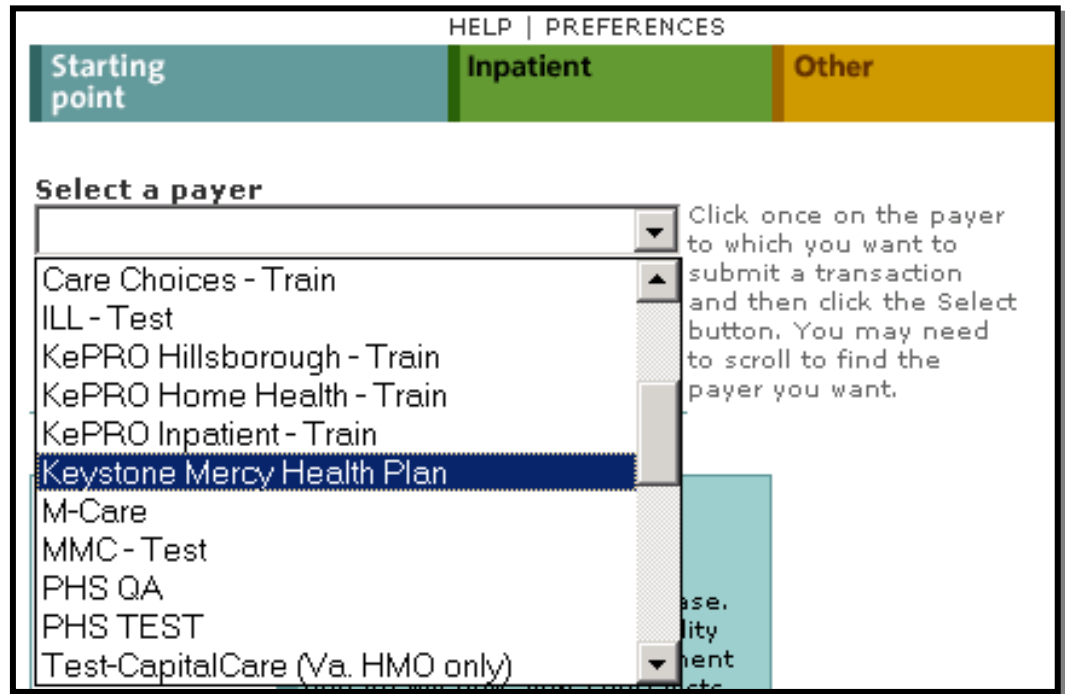 HELP | PREFERENCES
Starting
point
Inpatient
Other
Select a payer
Click once on the payer
to which you want to
submit a transaction
and then click the Select
button. You may need
to scroll to find the
payer you want.
Care Choices - Train
ILL - Test
KePRO Hillsborough - Train
KePRO Home Health - Train
KePRO Inpatient - Train
Keystone Mercy Health Plan
M-Care
MMC - Test
PHS QA
PHS TEST
Test-CapitalCare (Va. HMO only)